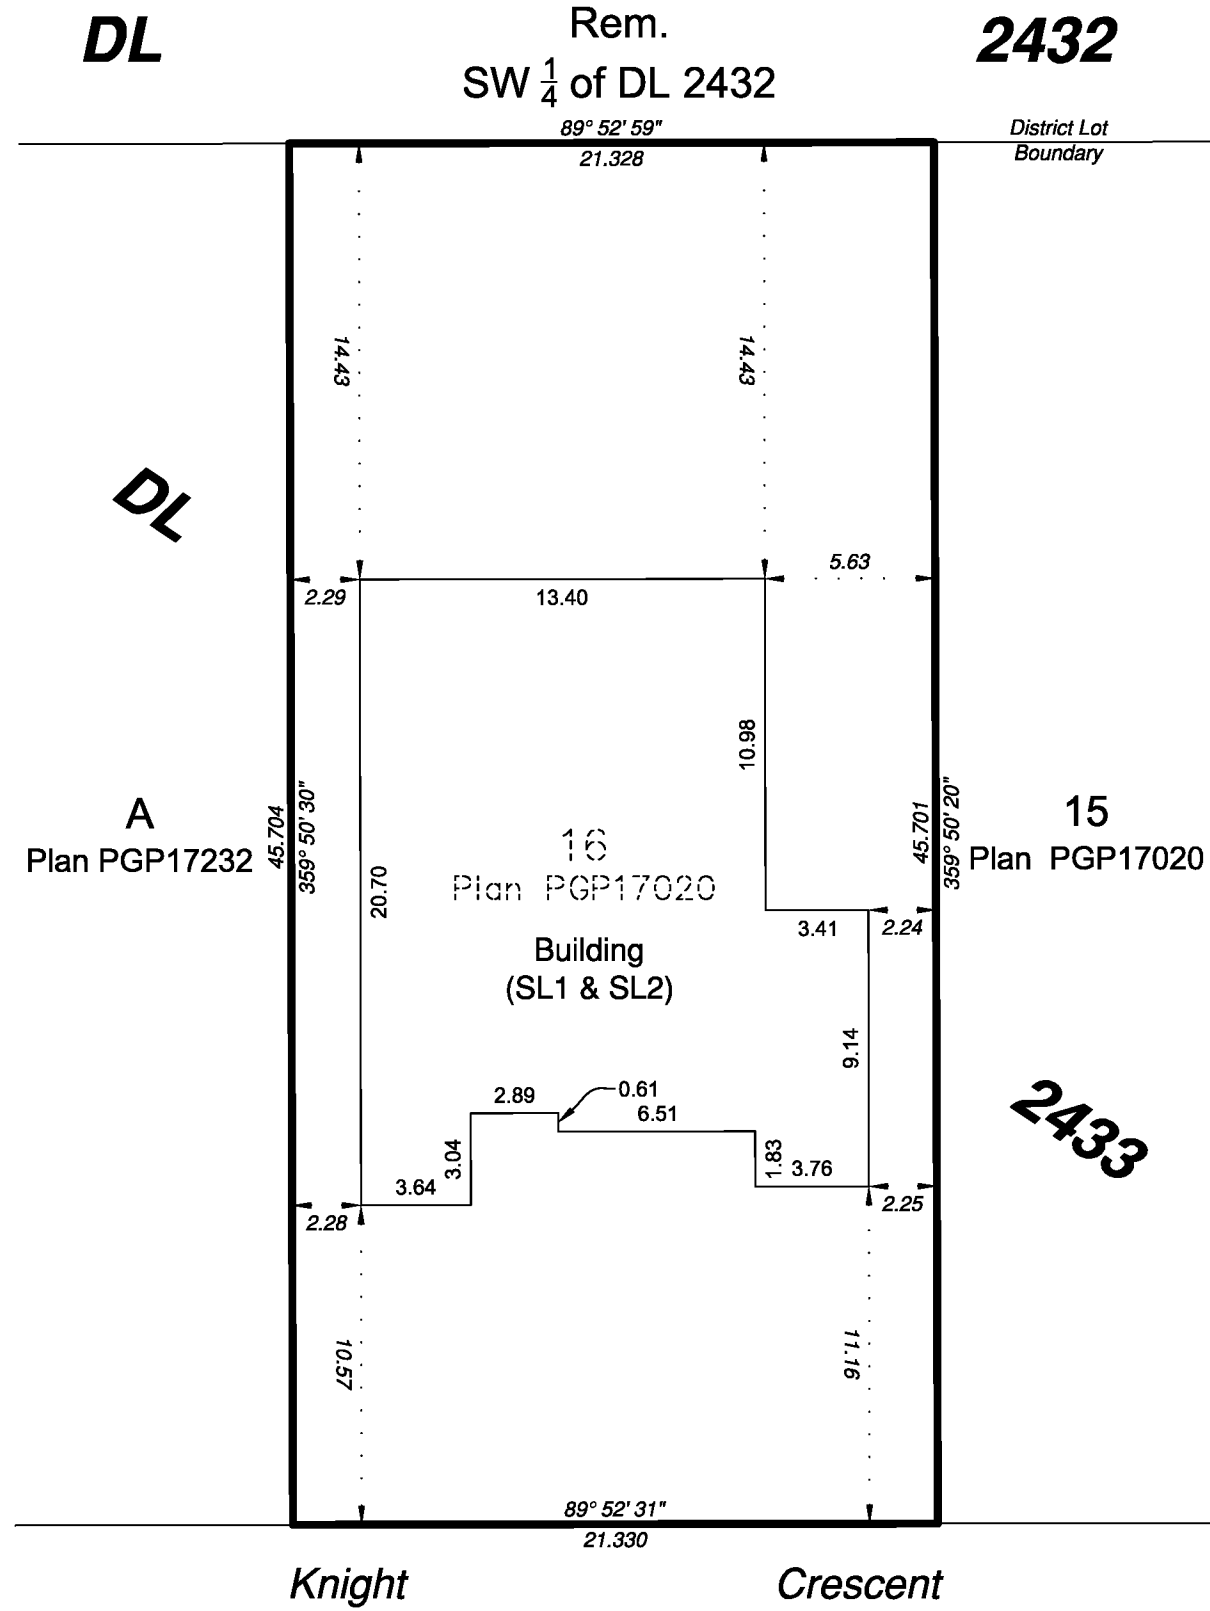 DL
Rem.
2432
SW 1/4 of DL 2432
89° 52' 59"
21.328
District Lot
Boundary
14.43
14.43
DL
5.63
2.29
13.40
10.98
A
Plan PGP17232
45.704
359° 50' 30"
20.70
16
Plan PGP17020
Building
(SL1 & SL2)
45.701
359° 50' 20"
15
Plan PGP17020
3.41
2.24
9.14
2.89
0.61
6.51
2433
3.04
1.83
3.76
3.64
2.28
2.25
10.57
11.16
89° 52' 31"
21.330
Knight Crescent